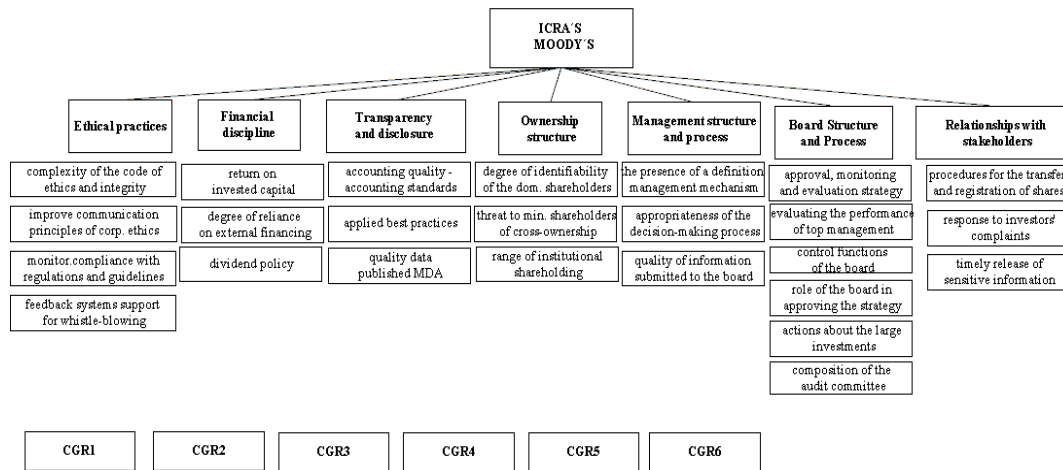 ICRA´S
MOODY´S
Ethical practices
Financial
discipline
Transparency
and disclosure
Ownership
structure
Management structure
and process
Board Structure
and Process
Relationships with
stakeholders
complexity of the code of
ethics and integrity
improve communication
principles of corp. ethics
monitor.compliance with
regulations and guidelines
feedback systems support
for whistle-blowing
return on
invested capital
degree of reliance
on external financing
dividend policy
accounting quality -
accounting standards
applied best practices
quality data
published MDA
degree of identifiability
of the dom. shareholders
threat to min. shareholders
of cross-ownership
range of institutional
shareholding
the presence of a definition
management mechanism
appropriateness of the
decision-making process
quality of information
submitted to the board
approval, monitoring
and evaluation strategy
evaluating the performance
of top management
control functions
of the board
role of the board in
approving the strategy
actions about the large
investments
composition of the
audit committee
procedures for the transfer
and registration of shares
response to investors'
complaints
timely release of
sensitive information
CGR1
CGR2
CGR3
CGR4
CGR5
CGR6